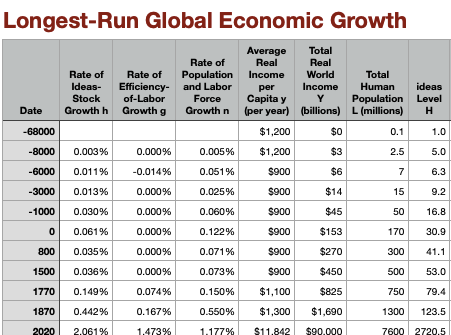 Longest-Run Global Economic Growth
Date Rate of Ideas-Stock Growth h Rate of Efficiency-of-Labor Growth g Rate of Population and Labor Force Growth n Average Real Income per Capita y (per year) Total Real World Income Y (billions) Total Human Population L (millions) ideas Level H
-68000 $1,200 $0 0.1 1.0
-8000 0.003% 0.000% 0.005% $1,200 $3 2.5 5.0
-6000 0.011% -0.014% 0.051% $900 $6 7 6.3
-3000 0.013% 0.000% 0.025% $900 $14 15 9.2
-1000 0.030% 0.000% 0.060% $900 $45 50 16.8
0 0.061% 0.000% 0.122% $900 $153 170 30.9
800 0.035% 0.000% 0.071% $900 $270 300 41.1
1500 0.036% 0.000% 0.073% $900 $450 500 53.0
1770 0.149% 0.074% 0.150% $1,100 $825 750 79.4
1870 0.442% 0.167% 0.550% $1,300 $1,690 1300 123.5
2020 2.061% 1.473% 1.177% $11,842 $90,000 7600 2720.5